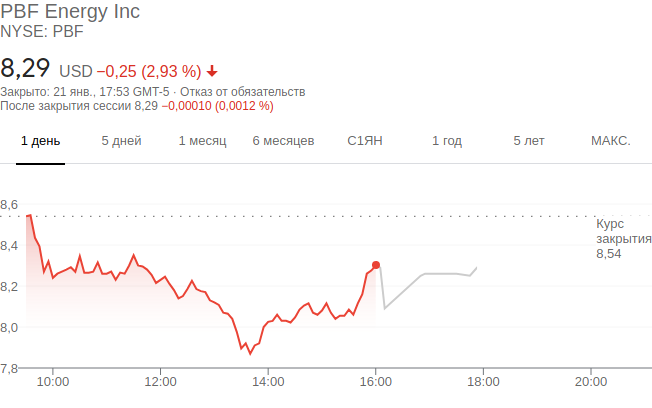 PBF Energy Inc
NYSE: PBF
8,29 USD −0,25 (2,93 %)
Закрыто: 21 янв., 17:53 GMT-5 · Отказ от обязательств
После закрытия сессии 8,29 −0,00010 (0,0012 %)
1 день 5 дней 1 месяц 6 месяцев С1ЯН 1 год 5 лет МАКС.
8,6
Курс
закрытия
8,54
8,4
8,2
8,0
7,8
10:00 12:00 14:00 16:00 18:00 20:00